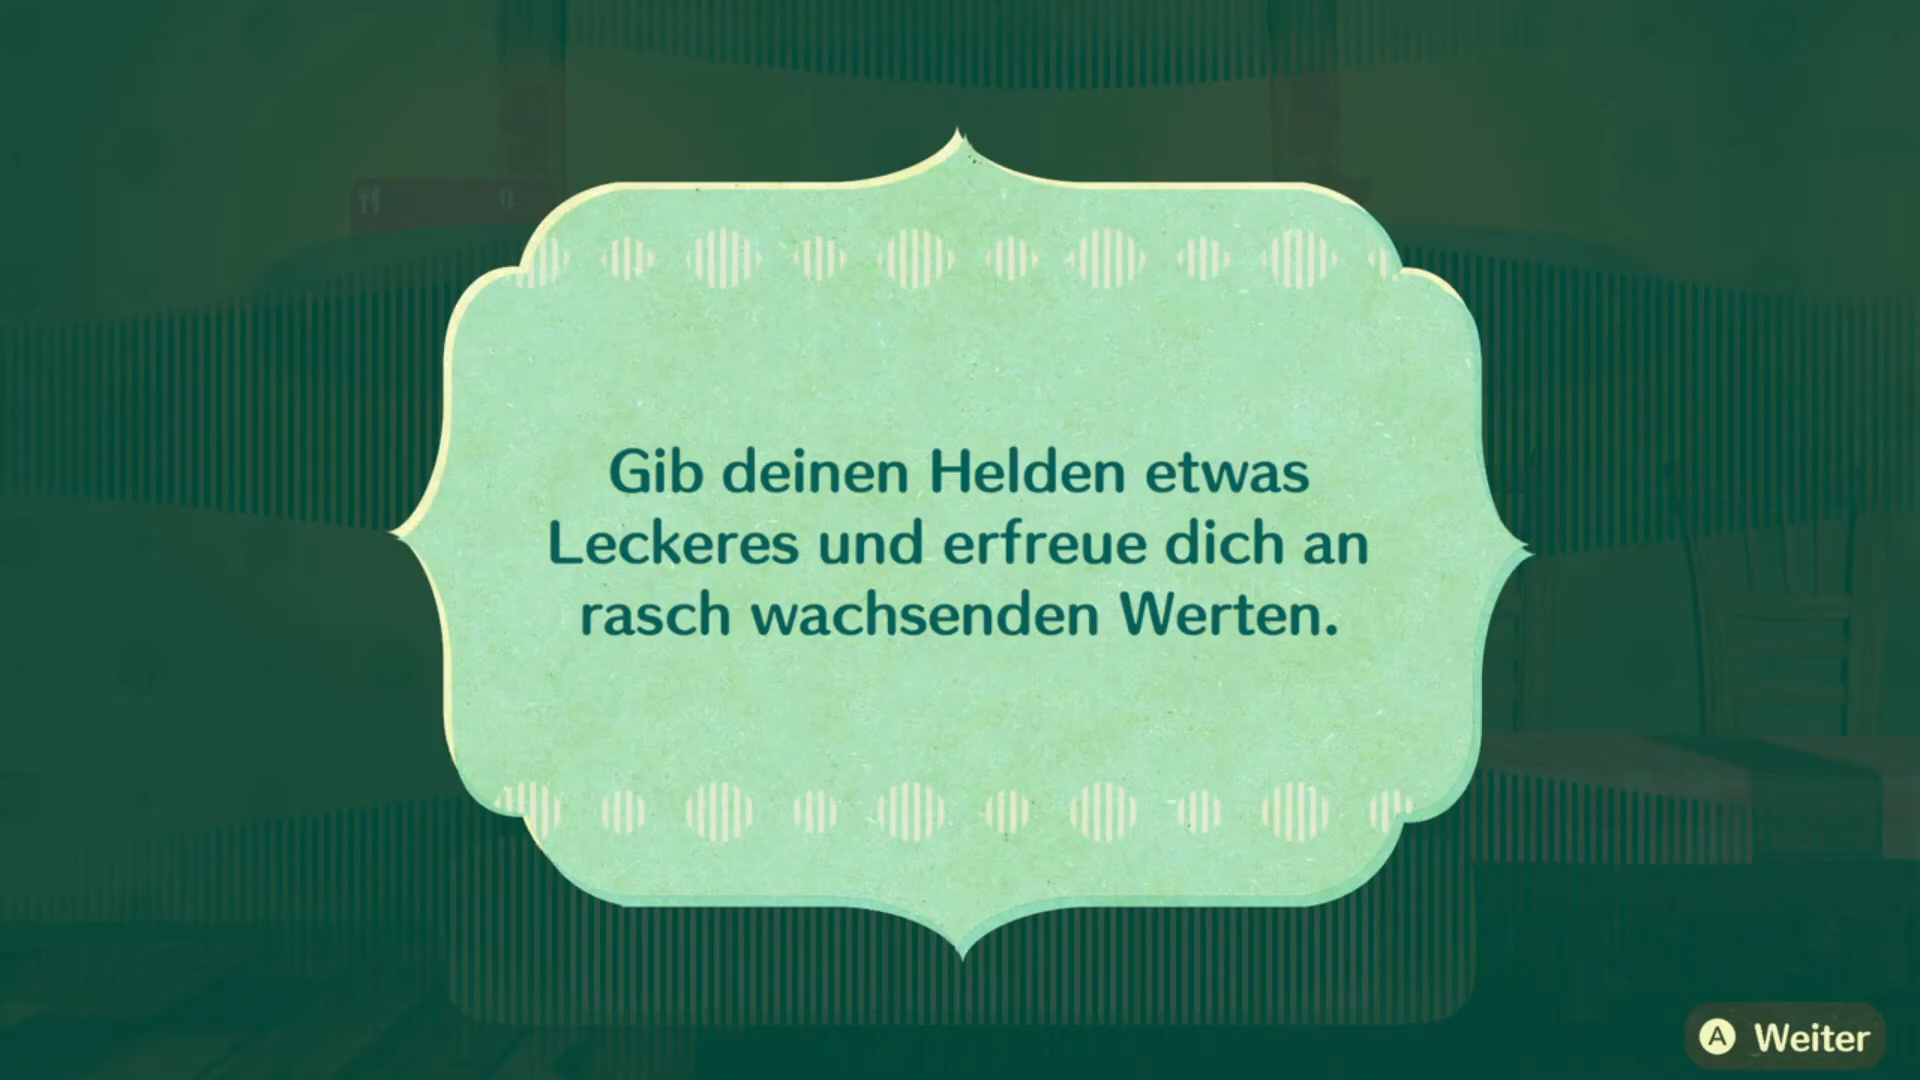 Gib deinen Helden etwas
Leckeres und erfreue dich an
rasch wachsenden Werten.
A Weiter